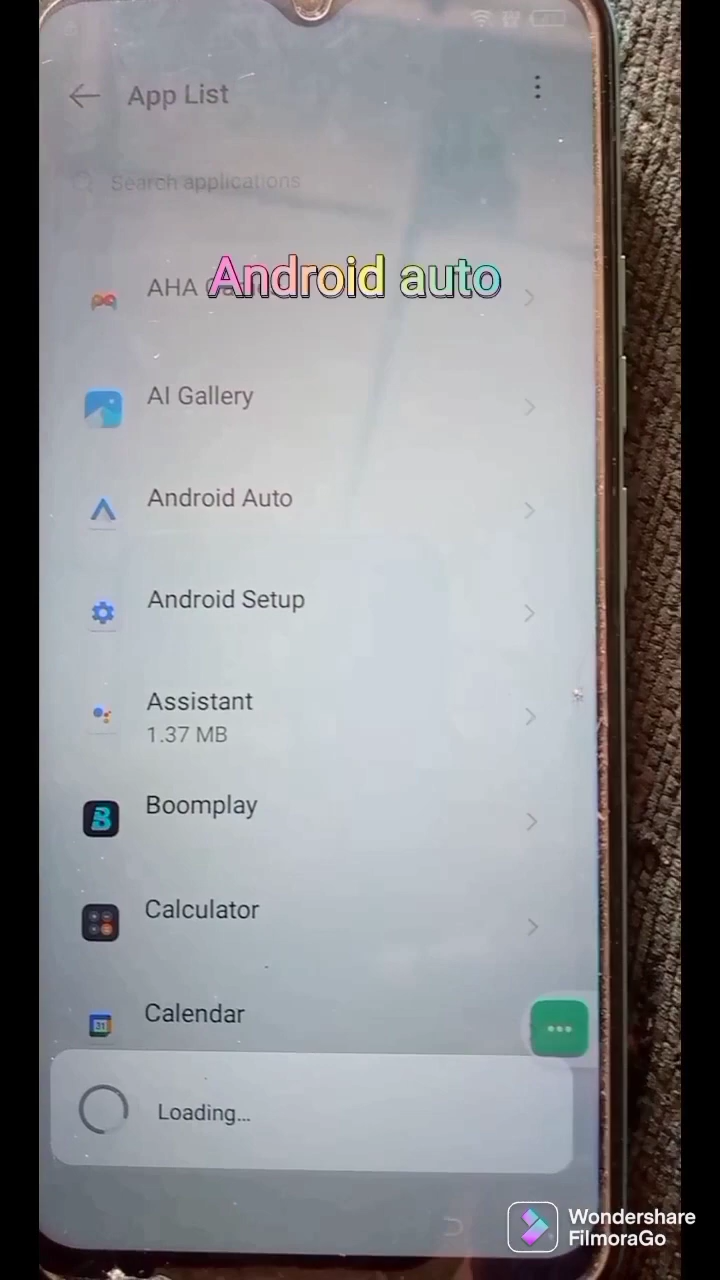 App List
Search applications
AHA
Android auto
AI Gallery
Android Auto
Android Setup
Assistant
1.37 MB
Boomplay
Calculator
31
Calendar
Loading...
Wondershare
FilmoraGo